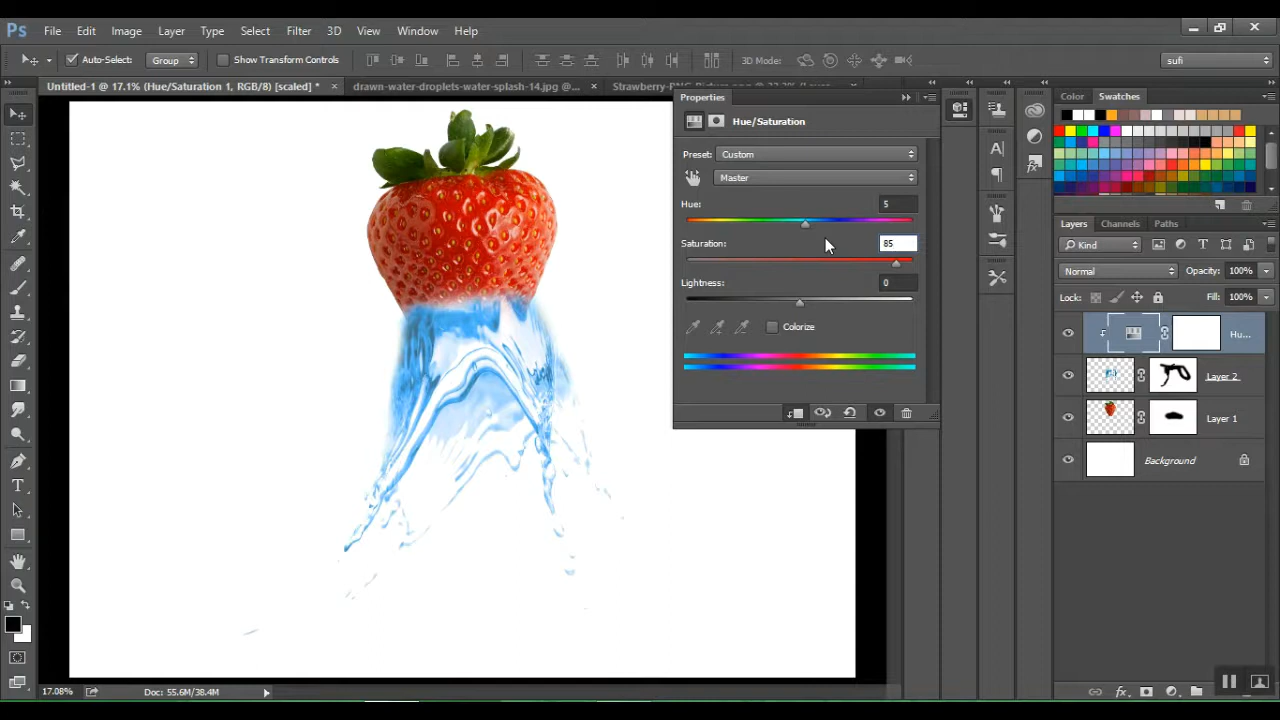 Ps File Edit Image Layer Type Select Filter 3D View Window Help
Auto-Select: Group Show Transform Controls 3D Mode: sufi
Untitled-1 @ 17.1% (Hue/Saturation 1, RGB/8) [scaled] * × drawn-water-droplets-water-splash-14.jpg @... ×
Properties
Hue/Saturation
Preset: Custom
Master
Hue: 5
Saturation: 85
Lightness: 0
Colorize
Color Swatches
Layers Channels Paths
Kind
Normal Opacity: 100%
Lock: Fill: 100%
Hu...
Layer 2
Layer 1
Background
17.08% Doc: 55.6M/38.4M